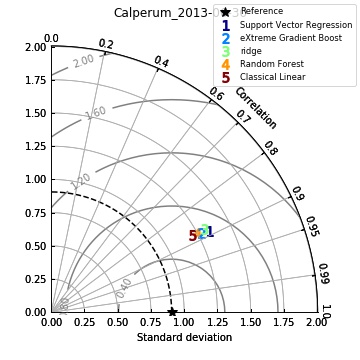 Calperum_2013-
Reference
1 Support Vector Regression
2 eXtreme Gradient Boost
3 ridge
4 Random Forest
5 Classical Linear
0.0 0.2 0.4 0.6 0.7 0.8 0.9 0.95 0.99 1.0
Correlation
2.00
1.75
1.50
1.25
1.00
0.75
0.50
0.25
0.00
2.00
1.60
1.20
0.40
5 1
0.00 0.25 0.50 0.75 1.00 1.25 1.50 1.75 2.00
Standard deviation